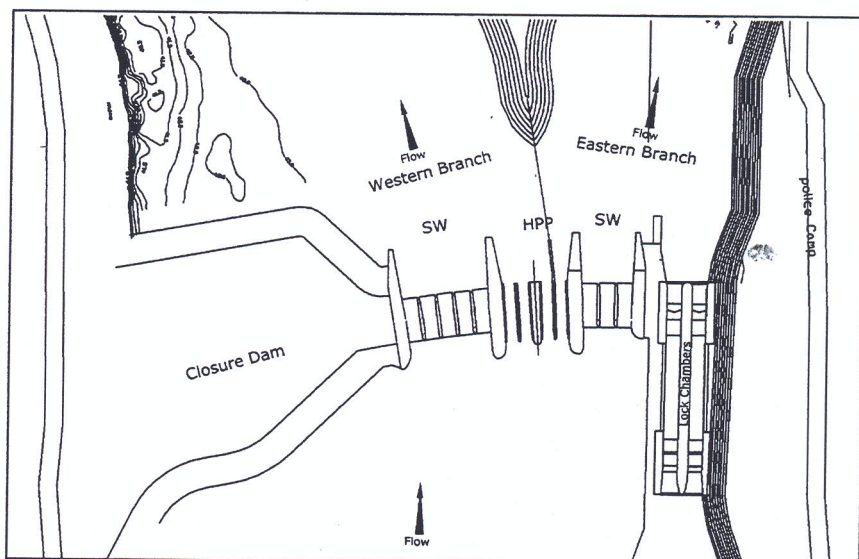 Flow
Western Branch
Flow
Eastern Branch
SW
HPP
SW
police Camp
Closure Dam
Lock Chambers
Flow